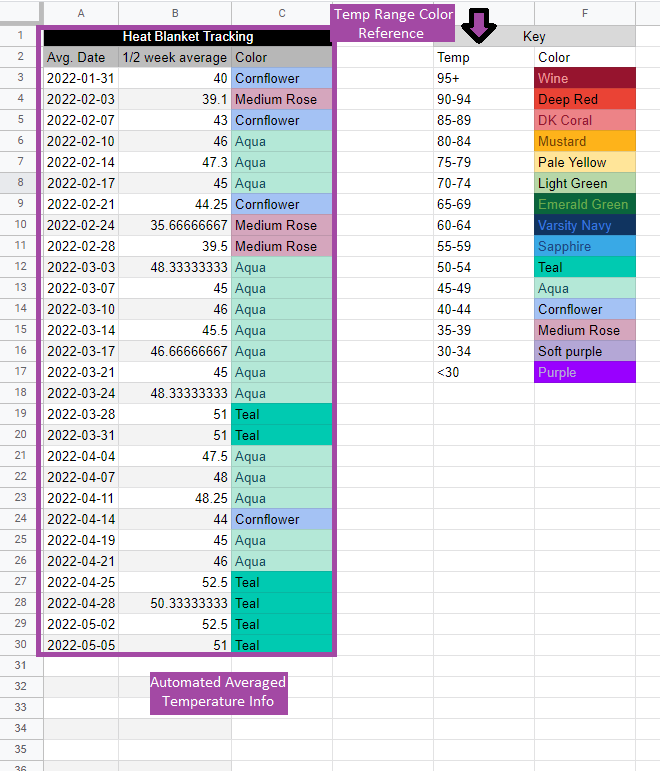 A B C D E F
Temp Range Color
Reference
1 Heat Blanket Tracking Key
2 Avg. Date 1/2 week average Color Temp Color
3 2022-01-31 40 Cornflower 95+ Wine
4 2022-02-03 39.1 Medium Rose 90-94 Deep Red
5 2022-02-07 43 Cornflower 85-89 DK Coral
6 2022-02-10 46 Aqua 80-84 Mustard
7 2022-02-14 47.3 Aqua 75-79 Pale Yellow
8 2022-02-17 45 Aqua 70-74 Light Green
9 2022-02-21 44.25 Cornflower 65-69 Emerald Green
10 2022-02-24 35.66666667 Medium Rose 60-64 Varsity Navy
11 2022-02-28 39.5 Medium Rose 55-59 Sapphire
12 2022-03-03 48.33333333 Aqua 50-54 Teal
13 2022-03-07 45 Aqua 45-49 Aqua
14 2022-03-10 46 Aqua 40-44 Cornflower
15 2022-03-14 45.5 Aqua 35-39 Medium Rose
16 2022-03-17 46.66666667 Aqua 30-34 Soft purple
17 2022-03-21 45 Aqua <30 Purple
18 2022-03-24 48.33333333 Aqua
19 2022-03-28 51 Teal
20 2022-03-31 51 Teal
21 2022-04-04 47.5 Aqua
22 2022-04-07 48 Aqua
23 2022-04-11 48.25 Aqua
24 2022-04-14 44 Cornflower
25 2022-04-19 45 Aqua
26 2022-04-21 46 Aqua
27 2022-04-25 52.5 Teal
28 2022-04-28 50.33333333 Teal
29 2022-05-02 52.5 Teal
30 2022-05-05 51 Teal
31
32 Automated Averaged
33 Temperature Info
34
35
36